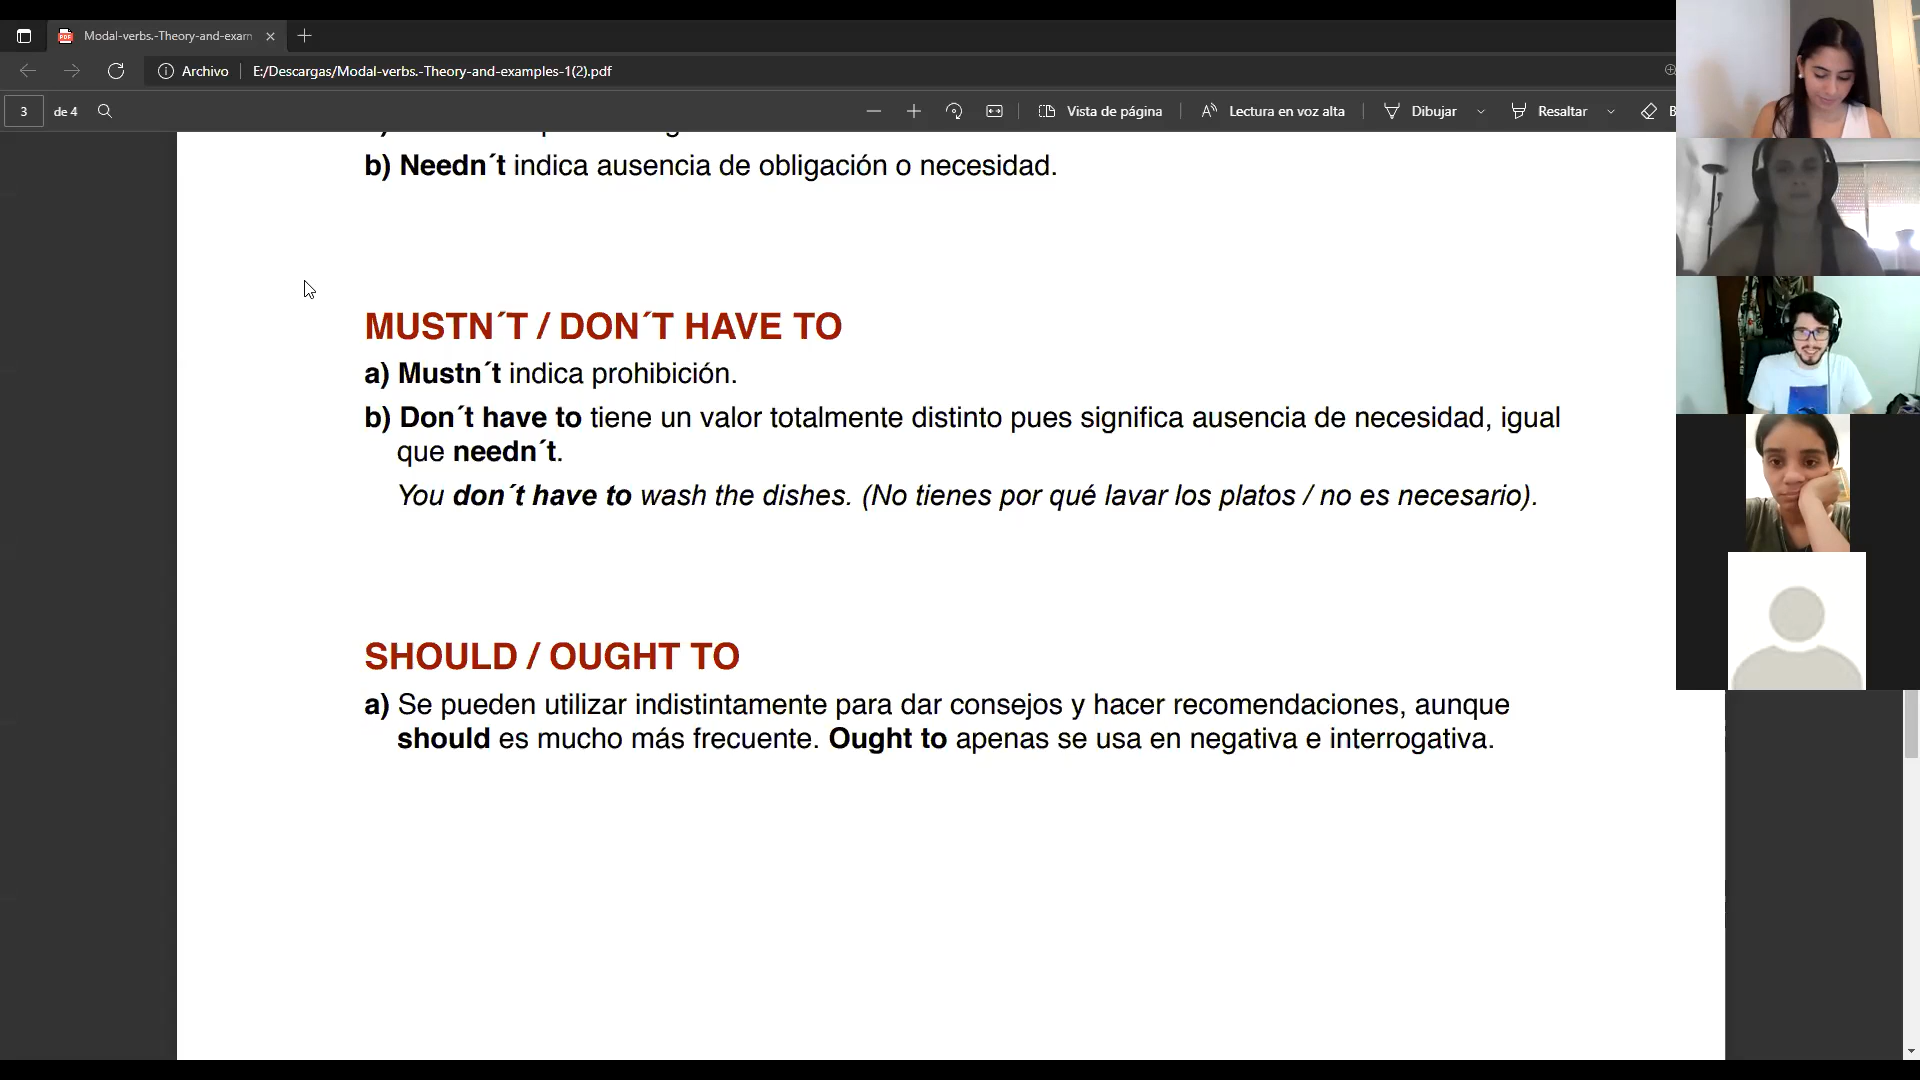 Modal-verbs.-Theory-and-exam
Archivo
E:/Descargas/Modal-verbs.-Theory-and-examples-1(2).pdf
3 de 4
Vista de página
Lectura en voz alta
Dibujar
Resaltar
b) Needn´t indica ausencia de obligación o necesidad.
MUSTN´T / DON´T HAVE TO
a) Mustn´t indica prohibición.
b) Don´t have to tiene un valor totalmente distinto pues significa ausencia de necesidad, igual
que needn´t.
You don´t have to wash the dishes. (No tienes por qué lavar los platos / no es necesario).
SHOULD / OUGHT TO
a) Se pueden utilizar indistintamente para dar consejos y hacer recomendaciones, aunque
should es mucho más frecuente. Ought to apenas se usa en negativa e interrogativa.